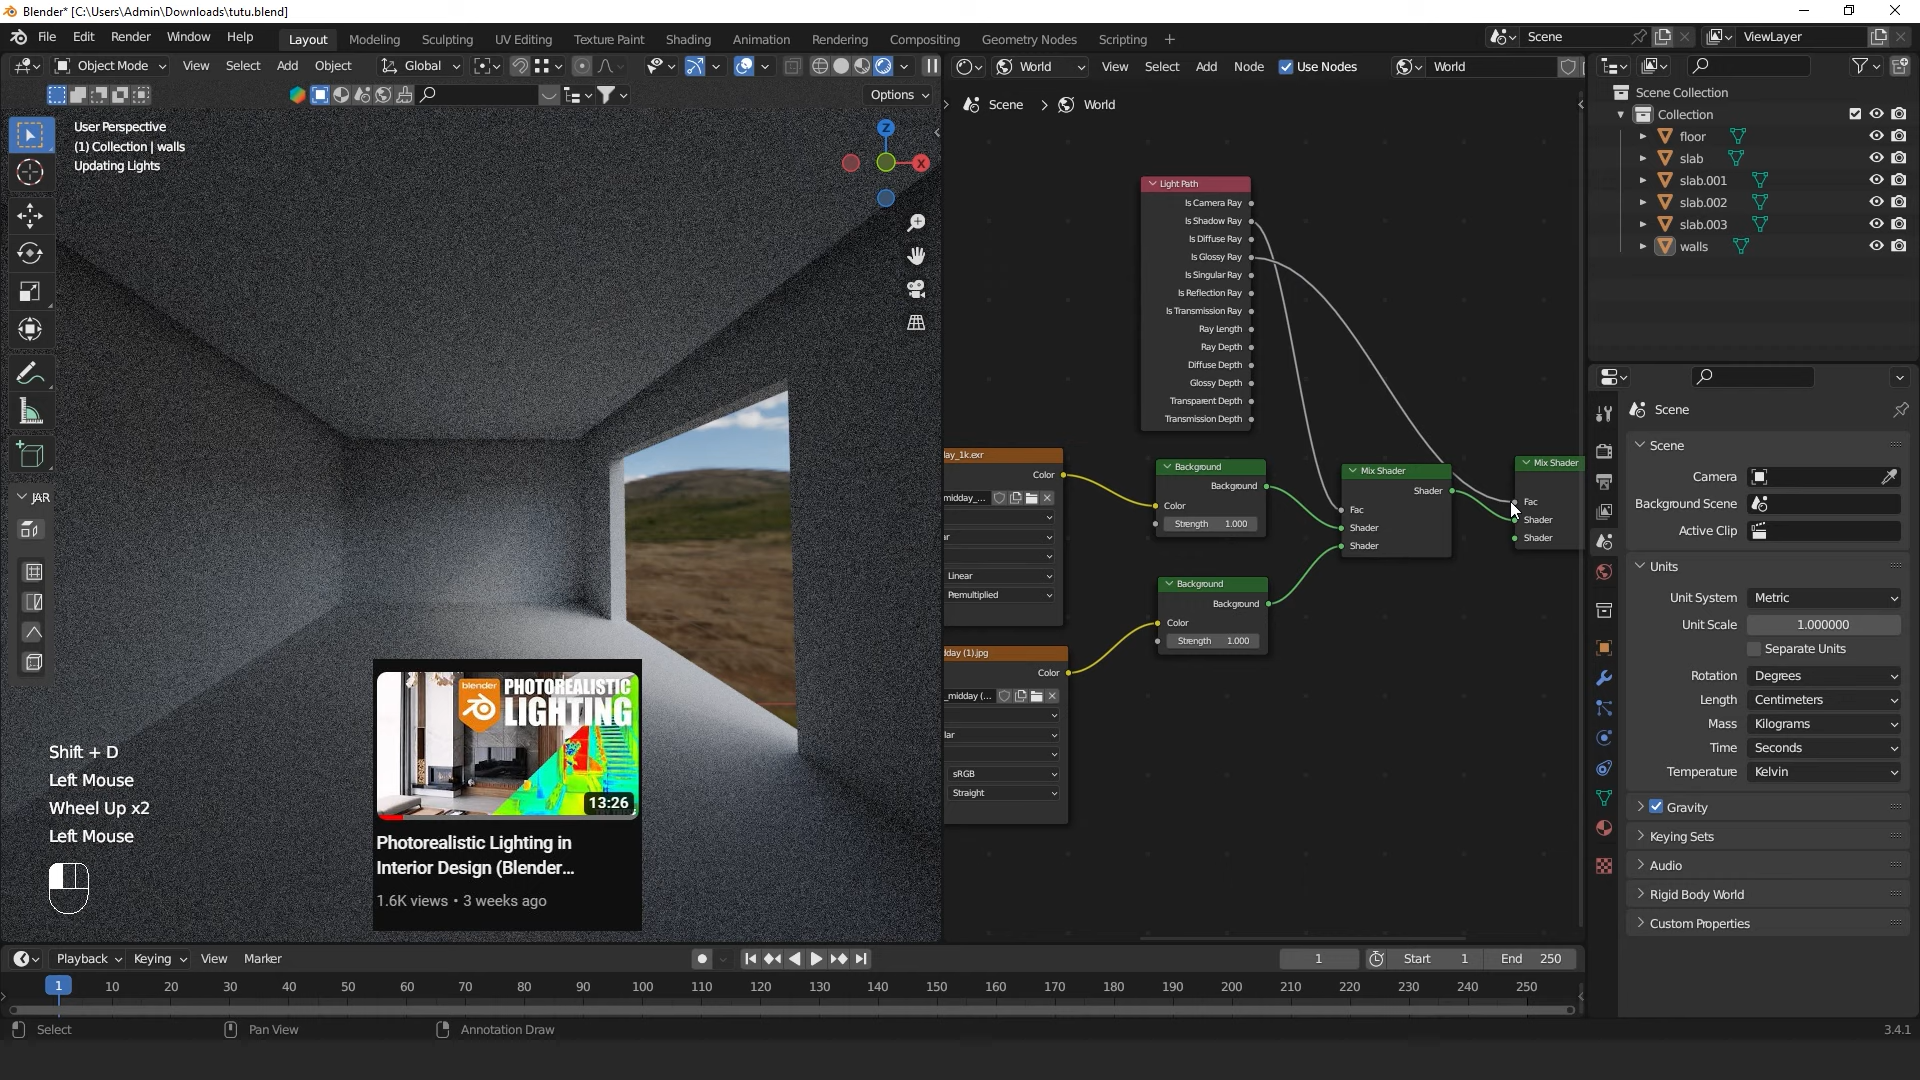 Blender* [C:\Users\Admin\Downloads\tutu.blend]
File Edit Render Window Help
Layout Modeling Sculpting UV Editing Texture Paint Shading Animation Rendering Compositing Geometry Nodes Scripting +
Scene
ViewLayer
Object Mode View Select Add Object Global
World View Select Add Node Use Nodes World
Options
User Perspective
(1) Collection | walls
Updating Lights
Z
X
JAR
Scene > World
Light Path
Is Camera Ray
Is Shadow Ray
Is Diffuse Ray
Is Glossy Ray
Is Singular Ray
Is Reflection Ray
Is Transmission Ray
Ray Length
Ray Depth
Diffuse Depth
Glossy Depth
Transparent Depth
Transmission Depth
lay_1k.exr
Color
midday_...
ar
Linear
Premultiplied
Background
Background
Color
Strength 1.000
Mix Shader
Shader
Fac
Shader
Shader
Mix Shader
Fac
Shader
Shader
dday (1).jpg
Color
_midday (...
lar
sRGB
Straight
Background
Background
Color
Strength 1.000
Shift + D
Left Mouse
Wheel Up x2
Left Mouse
blender
PHOTOREALISTIC
LIGHTING
13:26
Photorealistic Lighting in
Interior Design (Blender...
1.6K views • 3 weeks ago
Scene Collection
Collection
floor
slab
slab.001
slab.002
slab.003
walls
Scene
Scene
Camera
Background Scene
Active Clip
Units
Unit System Metric
Unit Scale 1.000000
Separate Units
Rotation Degrees
Length Centimeters
Mass Kilograms
Time Seconds
Temperature Kelvin
Gravity
Keying Sets
Audio
Rigid Body World
Custom Properties
Playback Keying View Marker
1 Start 1 End 250
1 10 20 30 40 50 60 70 80 90 100 110 120 130 140 150 160 170 180 190 200 210 220 230 240 250
Select Pan View Annotation Draw
3.4.1